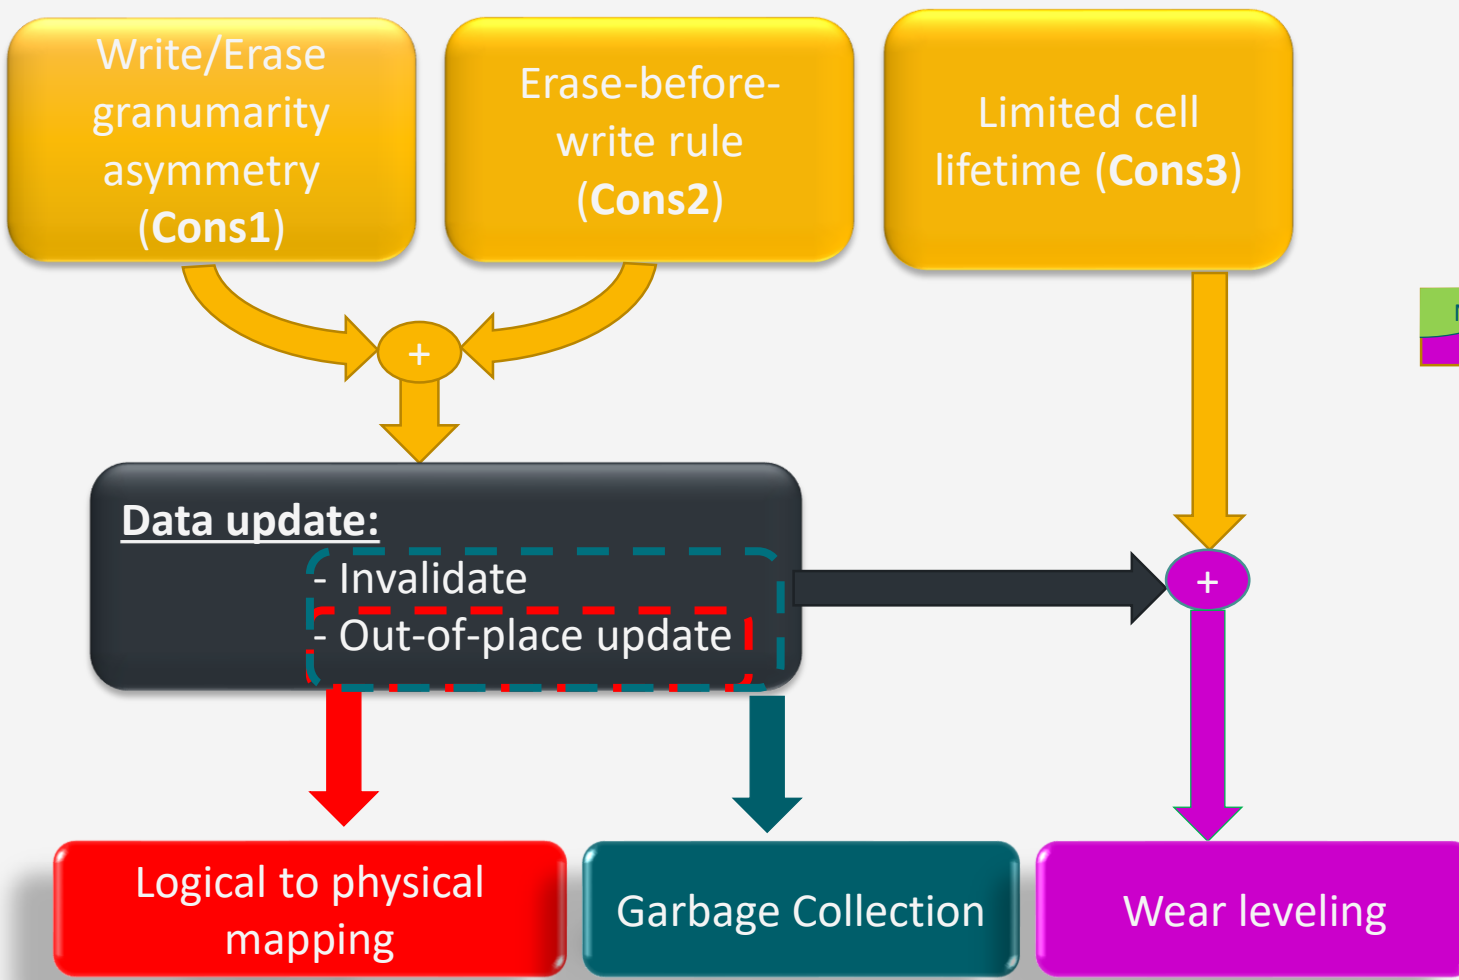 Write/Erase
granumarity
asymmetry
(Cons1)
Erase-before-
write rule
(Cons2)
Limited cell
lifetime (Cons3)
+
Data update:
- Invalidate
- Out-of-place update
+
Logical to physical
mapping
Garbage Collection
Wear leveling